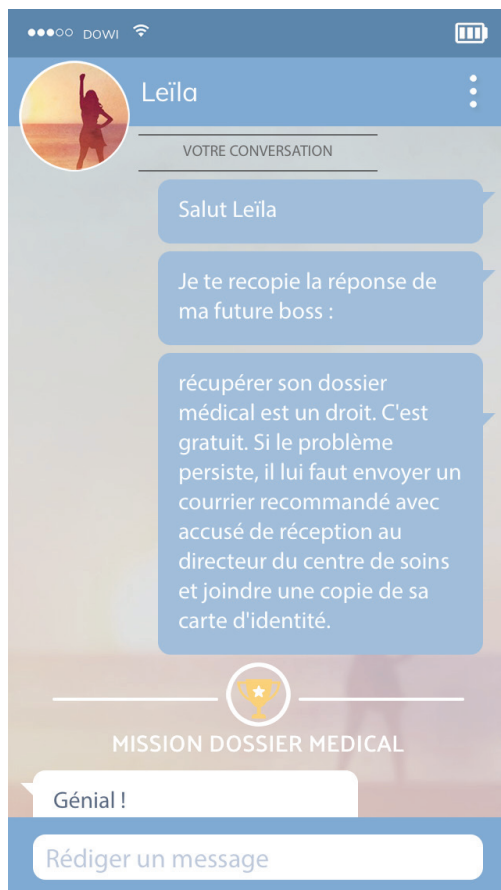 DOWI
Leïla
VOTRE CONVERSATION
Salut Leïla
Je te recopie la réponse de
ma future boss :
récupérer son dossier
médical est un droit. C'est
gratuit. Si le problème
persiste, il lui faut envoyer un
courrier recommandé avec
accusé de réception au
directeur du centre de soins
et joindre une copie de sa
carte d'identité.
MISSION DOSSIER MEDICAL
Génial !
Rédiger un message